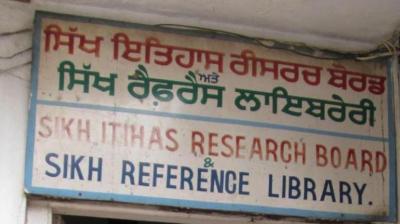 ਸਿੱਖ ਇਤਿਹਾਸ ਰੀਸਰਚ ਬੋਰਡ
ਅਤੇ
ਸਿੱਖ ਰੈਫ਼ਰੈਂਸ ਲਾਇਬਰੇਰੀ
SIKH ITIHAS RESEARCH BOARD
&
SIKH REFERENCE LIBRARY.